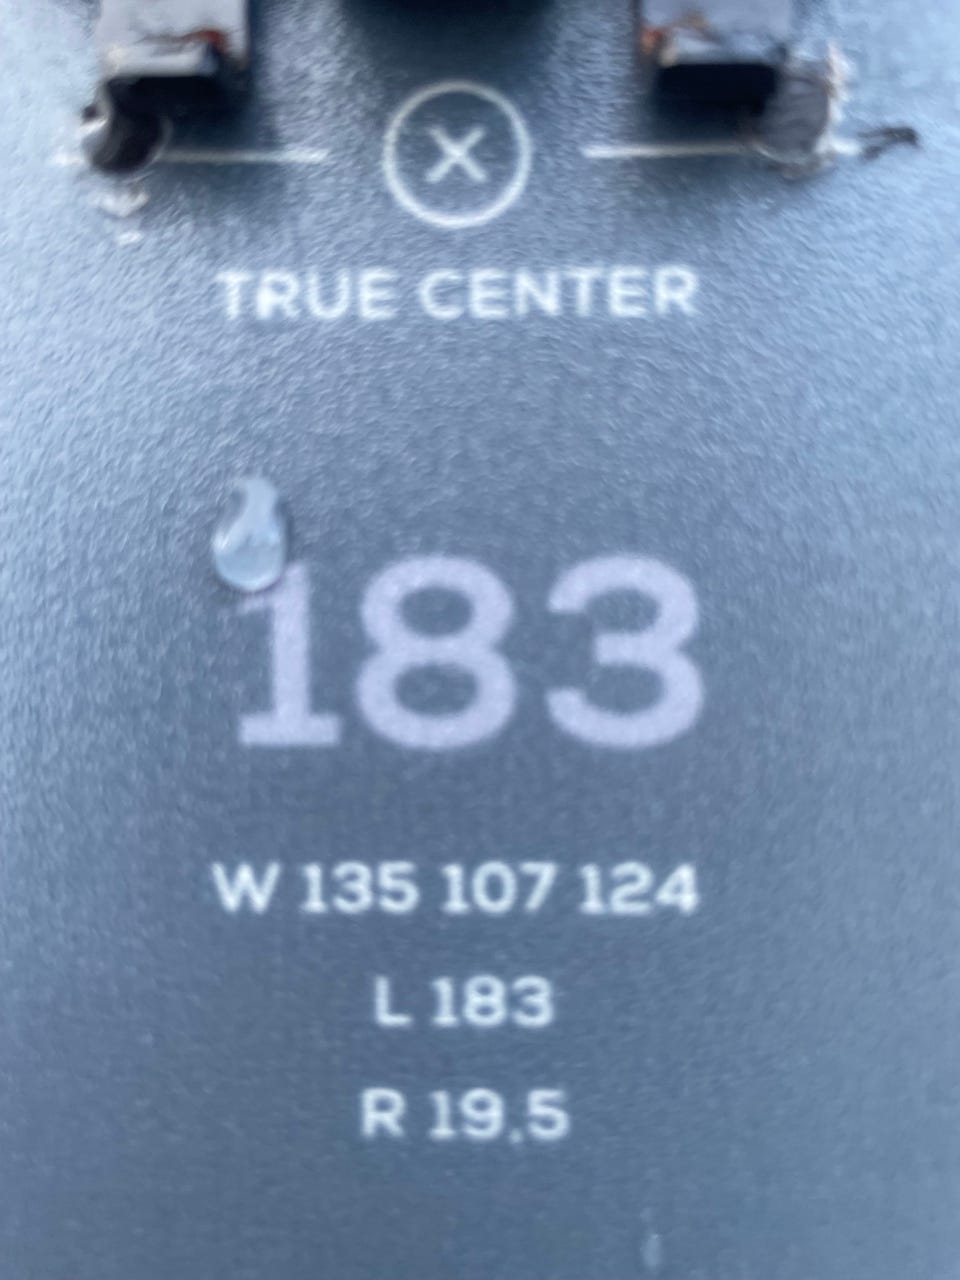 X
TRUE CENTER
183
W 135 107 124
L 183
R 19.5